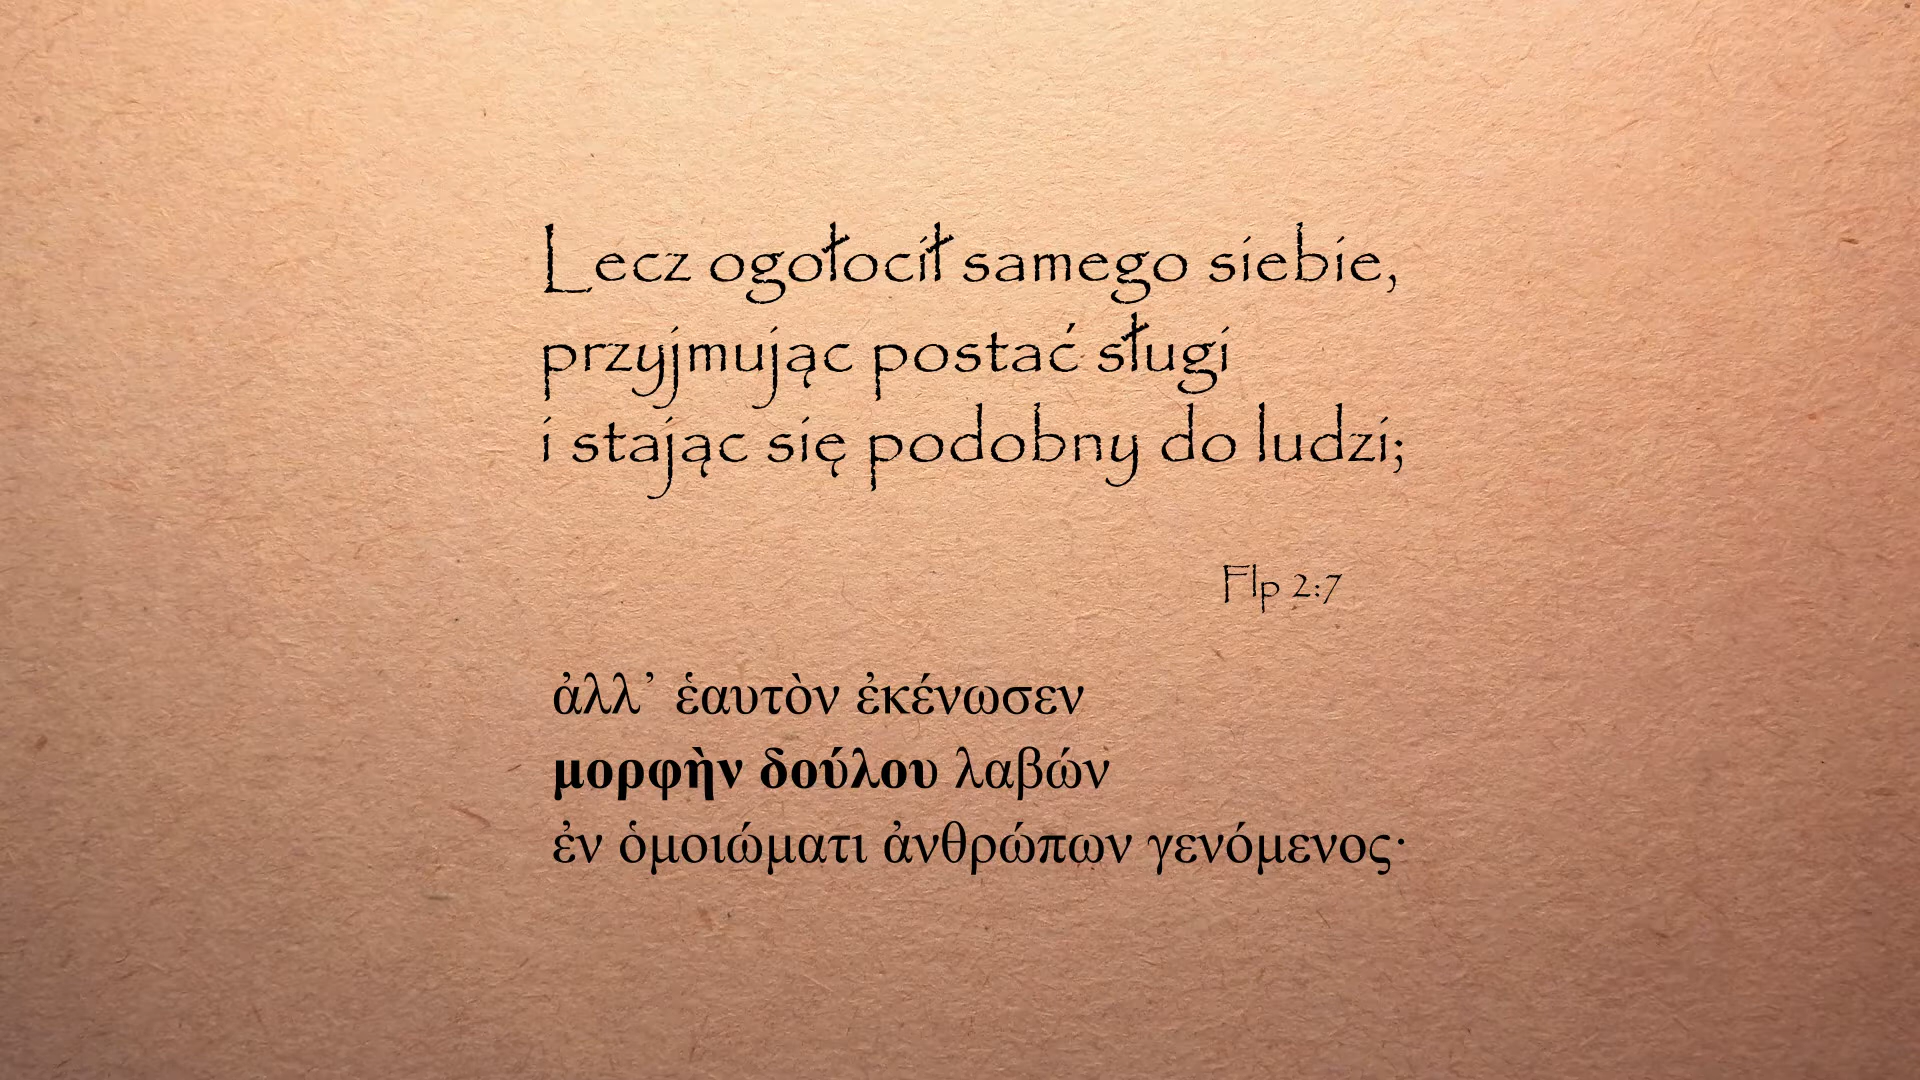 Lecz ogołocił samego siebie,
przyjmując postać sługi
i stając się podobny do ludzi;
Flp 2:7
ἀλλ᾽ ἑαυτὸν ἐκένωσεν
μορφὴν δούλου λαβών
ἐν ὁμοιώματι ἀνθρώπων γενόμενος·